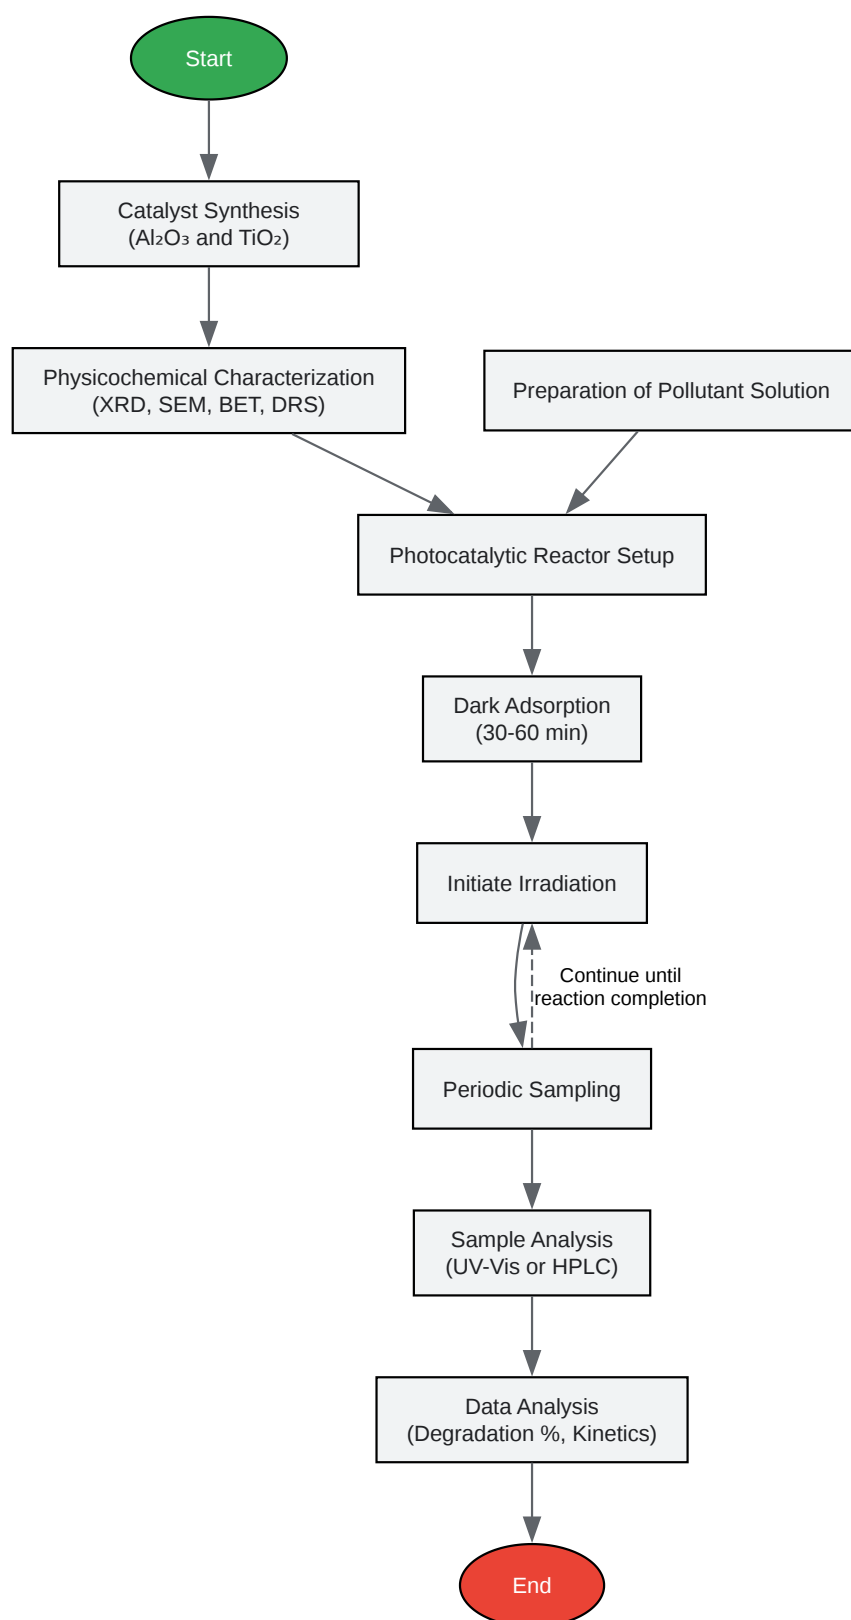 Start
Catalyst Synthesis
(Al₂O₃ and TiO₂)
Physicochemical Characterization
(XRD, SEM, BET, DRS)
Preparation of Pollutant Solution
Photocatalytic Reactor Setup
Dark Adsorption
(30-60 min)
Initiate Irradiation
Continue until
reaction completion
Periodic Sampling
Sample Analysis
(UV-Vis or HPLC)
Data Analysis
(Degradation %, Kinetics)
End